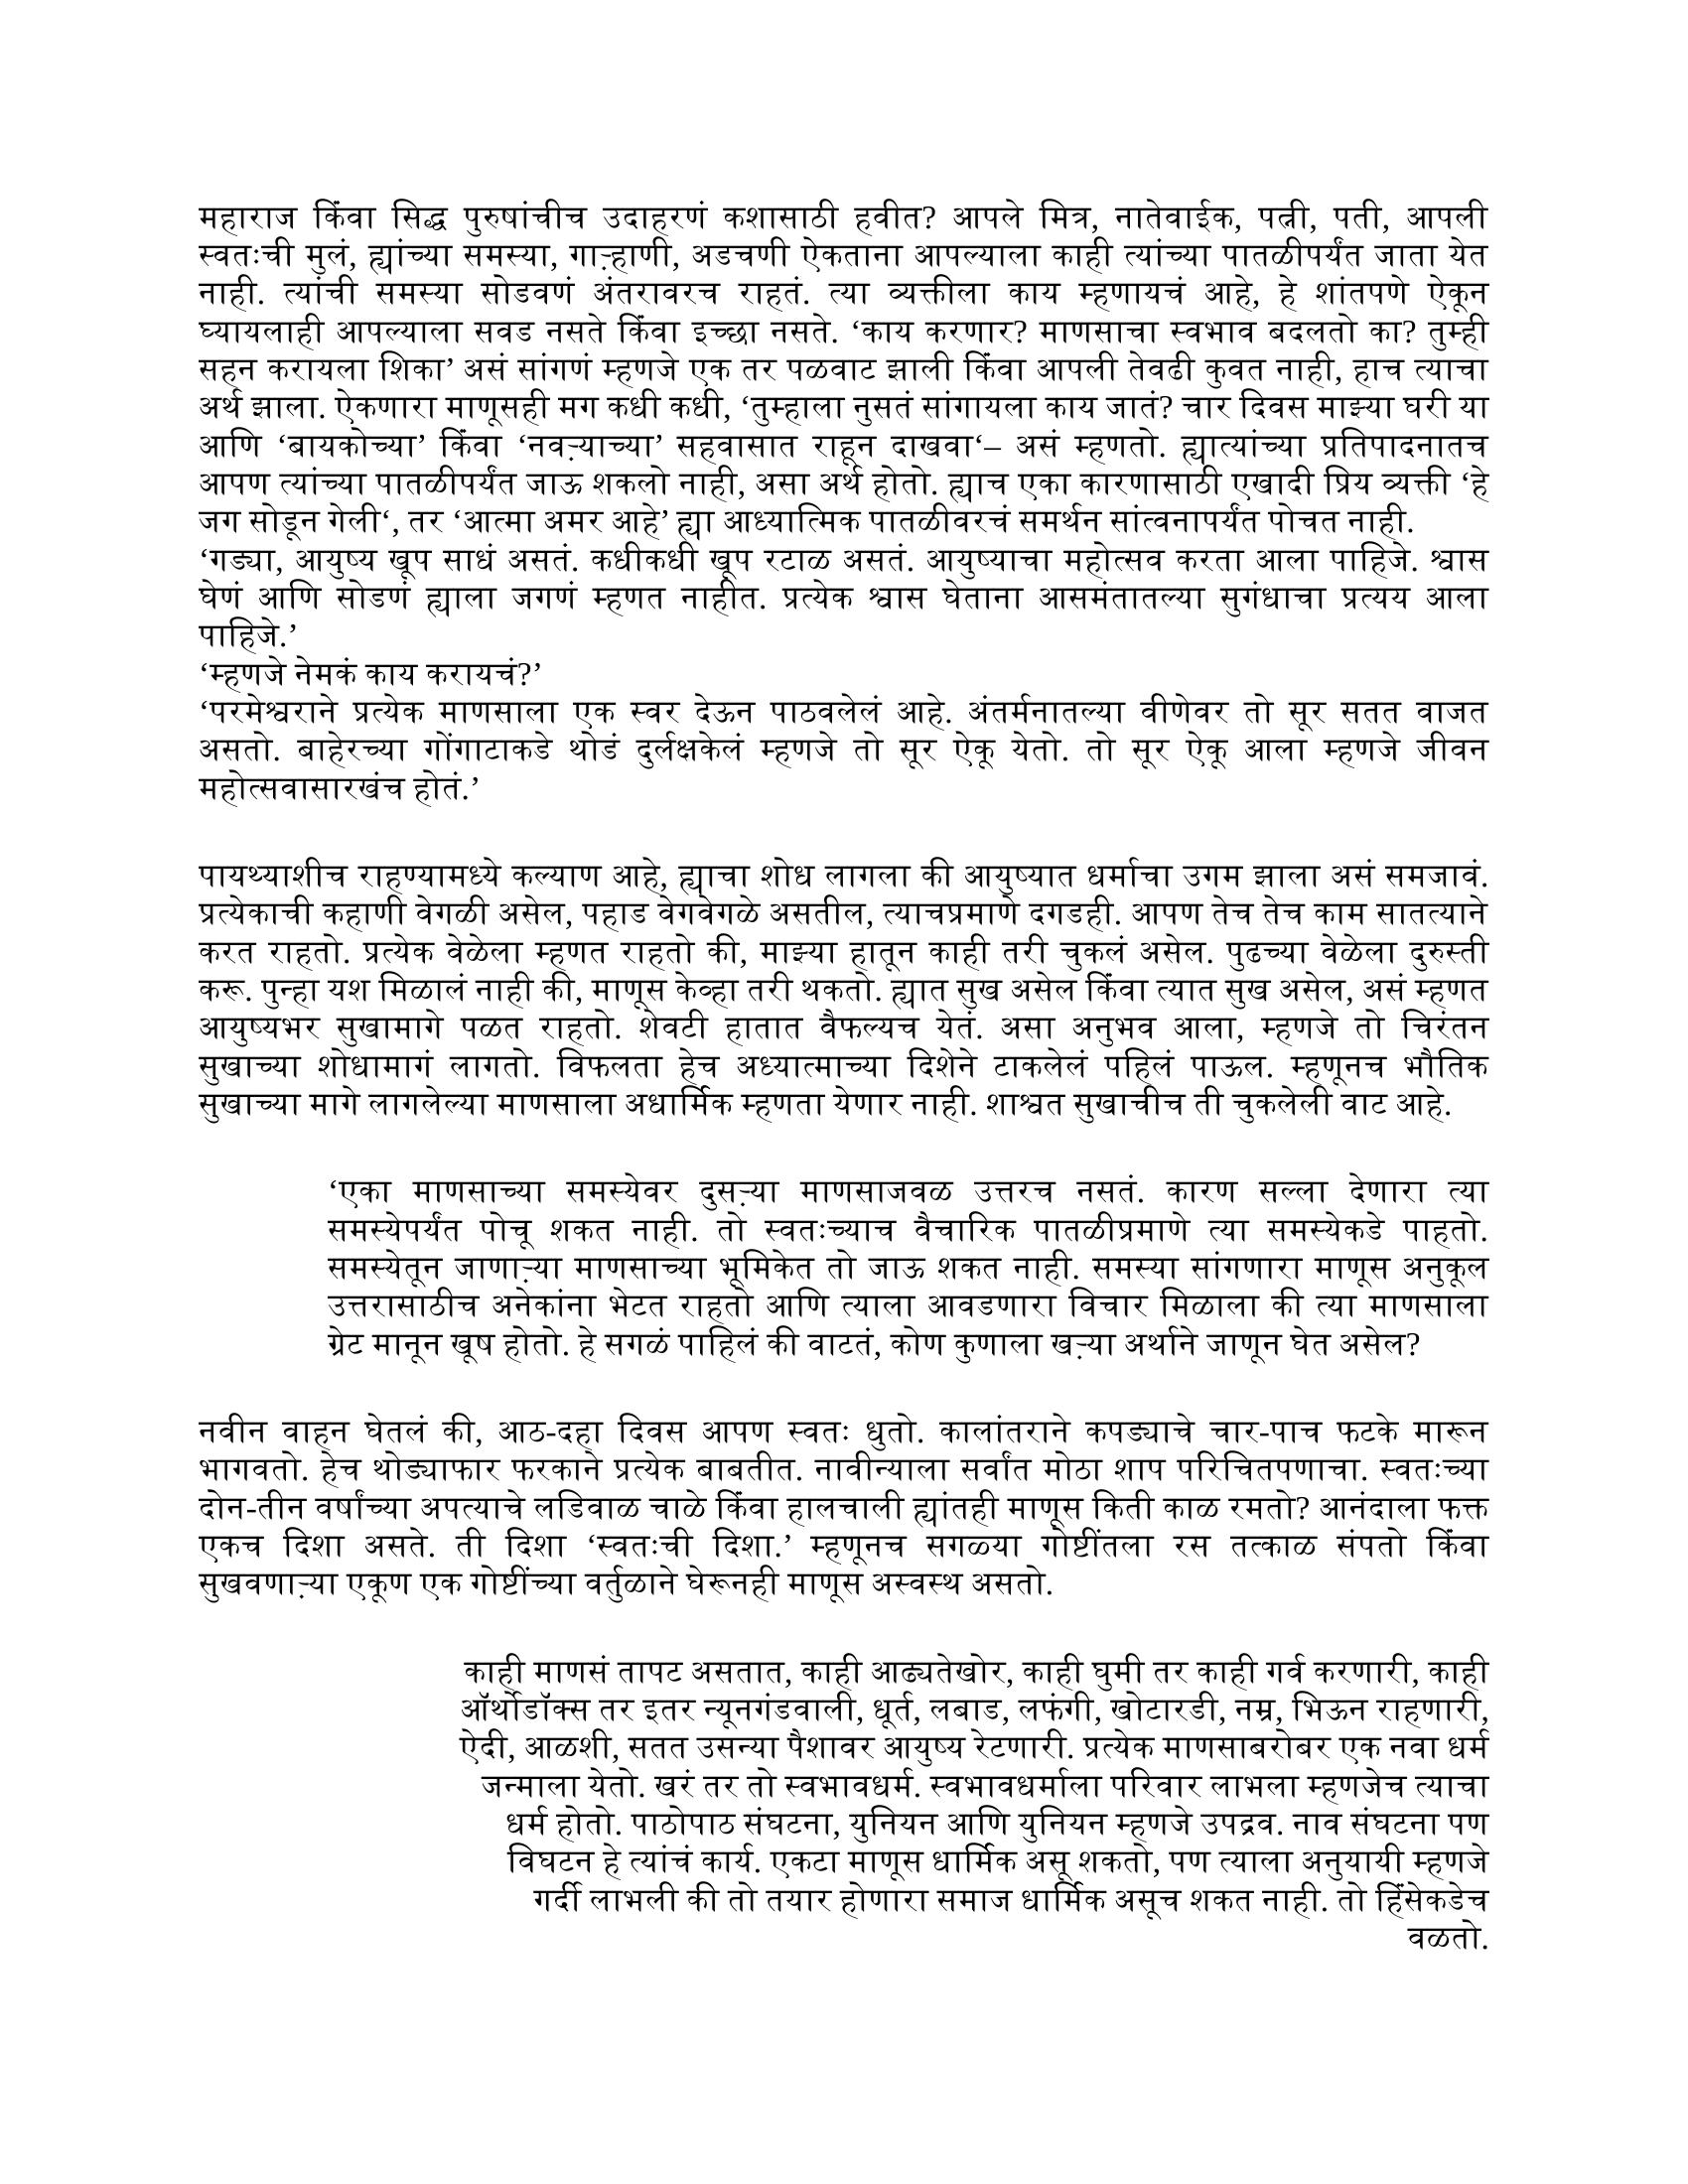 महाराज किंवा सिद्ध पुरुषांचीच उदाहरणं कशासाठी हवीत? आपले मित्र, नातेवाईक, पत्नी, पती, आपली
स्वतःची मुलं, ह्यांच्या समस्या, गाऱ्हाणी, अडचणी ऐकताना आपल्याला काही त्यांच्या पातळीपर्यंत जाता येत
नाही. त्यांची समस्या सोडवणं अंतरावरच राहतं. त्या व्यक्तीला काय म्हणायचं आहे, हे शांतपणे ऐकून
घ्यायलाही आपल्याला सवड नसते किंवा इच्छा नसते. ‘काय करणार? माणसाचा स्वभाव बदलतो का? तुम्ही
सहन करायला शिका’ असं सांगणं म्हणजे एक तर पळवाट झाली किंवा आपली तेवढी कुवत नाही, हाच त्याचा
अर्थ झाला. ऐकणारा माणूसही मग कधी कधी, ‘तुम्हाला नुसतं सांगायला काय जातं? चार दिवस माझ्या घरी या
आणि ‘बायकोच्या’ किंवा ‘नवऱ्याच्या’ सहवासात राहून दाखवा‘– असं म्हणतो. ह्यात्यांच्या प्रतिपादनातच
आपण त्यांच्या पातळीपर्यंत जाऊ शकलो नाही, असा अर्थ होतो. ह्याच एका कारणासाठी एखादी प्रिय व्यक्ती ‘हे
जग सोडून गेली‘, तर ‘आत्मा अमर आहे’ ह्या आध्यात्मिक पातळीवरचं समर्थन सांत्वनापर्यंत पोचत नाही.
‘गड्या, आयुष्य खूप साधं असतं. कधीकधी खूप रटाळ असतं. आयुष्याचा महोत्सव करता आला पाहिजे. श्वास
घेणं आणि सोडणं ह्याला जगणं म्हणत नाहीत. प्रत्येक श्वास घेताना आसमंतातल्या सुगंधाचा प्रत्यय आला
पाहिजे.’
‘म्हणजे नेमकं काय करायचं?’
‘परमेश्वराने प्रत्येक माणसाला एक स्वर देऊन पाठवलेलं आहे. अंतर्मनातल्या वीणेवर तो सूर सतत वाजत
असतो. बाहेरच्या गोंगाटाकडे थोडं दुर्लक्षकेलं म्हणजे तो सूर ऐकू येतो. तो सूर ऐकू आला म्हणजे जीवन
महोत्सवासारखंच होतं.’
पायथ्याशीच राहण्यामध्ये कल्याण आहे, ह्याचा शोध लागला की आयुष्यात धर्माचा उगम झाला असं समजावं.
प्रत्येकाची कहाणी वेगळी असेल, पहाड वेगवेगळे असतील, त्याचप्रमाणे दगडही. आपण तेच तेच काम सातत्याने
करत राहतो. प्रत्येक वेळेला म्हणत राहतो की, माझ्या हातून काही तरी चुकलं असेल. पुढच्या वेळेला दुरुस्ती
करू. पुन्हा यश मिळालं नाही की, माणूस केव्हा तरी थकतो. ह्यात सुख असेल किंवा त्यात सुख असेल, असं म्हणत
आयुष्यभर सुखामागे पळत राहतो. शेवटी हातात वैफल्यच येतं. असा अनुभव आला, म्हणजे तो चिरंतन
सुखाच्या शोधामागं लागतो. विफलता हेच अध्यात्माच्या दिशेने टाकलेलं पहिलं पाऊल. म्हणूनच भौतिक
सुखाच्या मागे लागलेल्या माणसाला अधार्मिक म्हणता येणार नाही. शाश्वत सुखाचीच ती चुकलेली वाट आहे.
‘एका माणसाच्या समस्येवर दुसऱ्या माणसाजवळ उत्तरच नसतं. कारण सल्ला देणारा त्या
समस्येपर्यंत पोचू शकत नाही. तो स्वतःच्याच वैचारिक पातळीप्रमाणे त्या समस्येकडे पाहतो.
समस्येतून जाणाऱ्या माणसाच्या भूमिकेत तो जाऊ शकत नाही. समस्या सांगणारा माणूस अनुकूल
उत्तरासाठीच अनेकांना भेटत राहतो आणि त्याला आवडणारा विचार मिळाला की त्या माणसाला
ग्रेट मानून खूष होतो. हे सगळं पाहिलं की वाटतं, कोण कुणाला खऱ्या अर्थाने जाणून घेत असेल?
नवीन वाहन घेतलं की, आठ-दहा दिवस आपण स्वतः धुतो. कालांतराने कपड्याचे चार-पाच फटके मारून
भागवतो. हेच थोड्याफार फरकाने प्रत्येक बाबतीत. नावीन्याला सर्वांत मोठा शाप परिचितपणाचा. स्वतःच्या
दोन-तीन वर्षांच्या अपत्याचे लडिवाळ चाळे किंवा हालचाली ह्यांतही माणूस किती काळ रमतो? आनंदाला फक्त
एकच दिशा असते. ती दिशा ‘स्वतःची दिशा.’ म्हणूनच सगळ्या गोष्टींतला रस तत्काळ संपतो किंवा
सुखवणाऱ्या एकूण एक गोष्टींच्या वर्तुळाने घेरूनही माणूस अस्वस्थ असतो.
काही माणसं तापट असतात, काही आढ्यतेखोर, काही घुमी तर काही गर्व करणारी, काही
ऑर्थोडॉक्स तर इतर न्यूनगंडवाली, धूर्त, लबाड, लफंगी, खोटारडी, नम्र, भिऊन राहणारी,
ऐदी, आळशी, सतत उसन्या पैशावर आयुष्य रेटणारी. प्रत्येक माणसाबरोबर एक नवा धर्म
जन्माला येतो. खरं तर तो स्वभावधर्म. स्वभावधर्माला परिवार लाभला म्हणजेच त्याचा
धर्म होतो. पाठोपाठ संघटना, युनियन आणि युनियन म्हणजे उपद्रव. नाव संघटना पण
विघटन हे त्यांचं कार्य. एकटा माणूस धार्मिक असू शकतो, पण त्याला अनुयायी म्हणजे
गर्दी लाभली की तो तयार होणारा समाज धार्मिक असूच शकत नाही. तो हिंसेकडेच
वळतो.